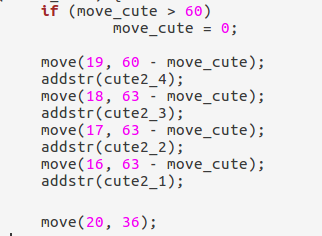 if (move_cute > 60)
move_cute = 0;
move(19, 60 - move_cute);
addstr(cute2_4);
move(18, 63 - move_cute);
addstr(cute2_3);
move(17, 63 - move_cute);
addstr(cute2_2);
move(16, 63 - move_cute);
addstr(cute2_1);
move(20, 36);